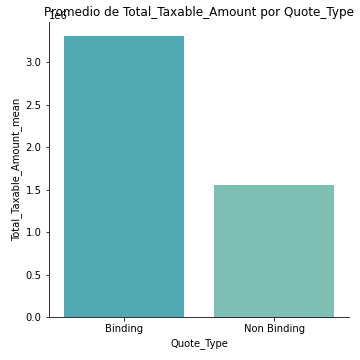 Promedio de Total_Taxable_Amount por Quote_Type
1e6
3.0
2.5
2.0
1.5
1.0
0.5
0.0
Total_Taxable_Amount_mean
Binding
Non Binding
Quote_Type